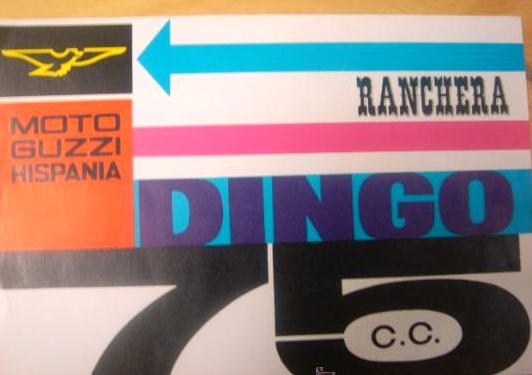 RANCHERA
MOTO
GUZZI
HISPANIA
DINGO
75
C.C.